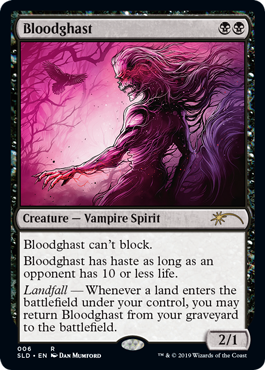 Bloodghast
Creature — Vampire Spirit
Bloodghast can't block.
Bloodghast has haste as long as an
opponent has 10 or less life.
Landfall — Whenever a land enters the
battlefield under your control, you may
return Bloodghast from your graveyard
to the battlefield.
2/1
006 R
SLD • EN Dan Mumford
™ & © 2019 Wizards of the Coast